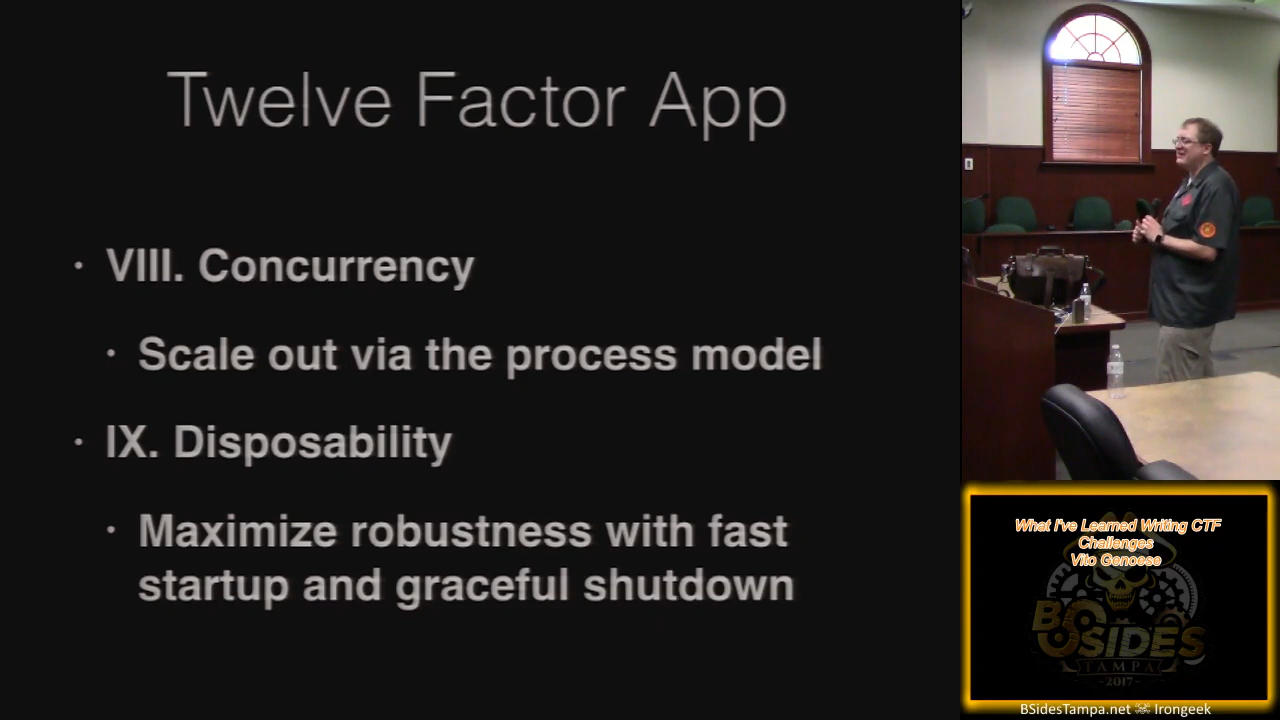 Twelve Factor App
· VIII. Concurrency
· Scale out via the process model
· IX. Disposability
· Maximize robustness with fast
startup and graceful shutdown
What I've Learned Writing CTF
Challenges
Vito Genoese
BSIDES
TAMPA
-2017-
BSidesTampa.net ☠ Irongeek